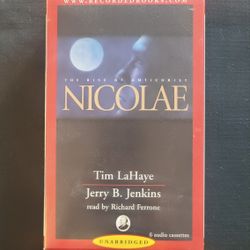 WWW.RECORDEDBOOKS.COM
THE RISE OF ANTICHRIST
NICOLAE
Tim LaHaye
Jerry B. Jenkins
read by Richard Ferrone
6 audio cassettes
UNABRIDGED